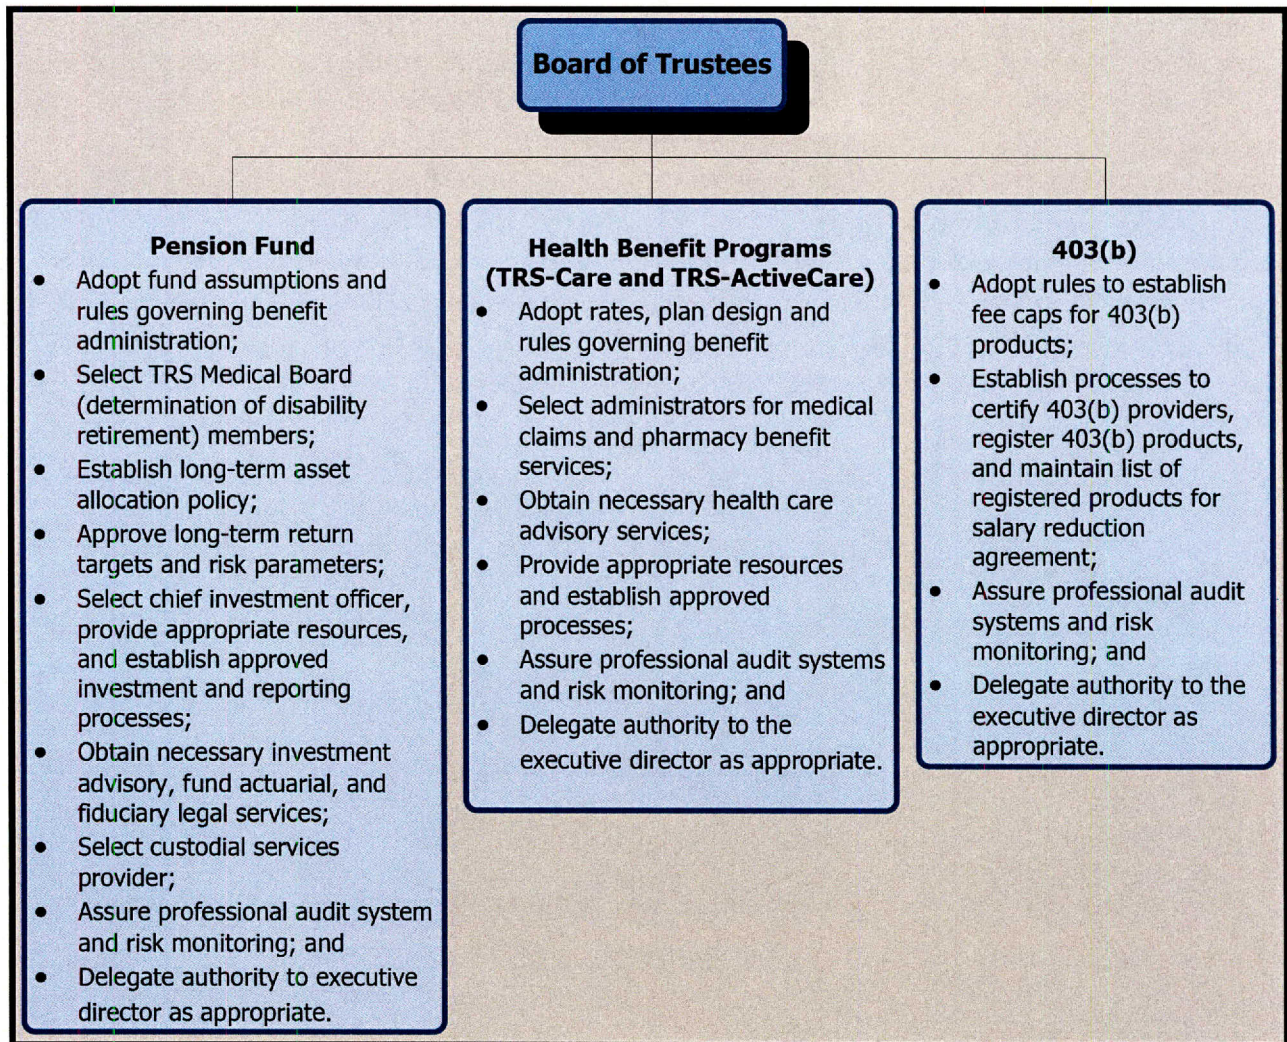 Board of Trustees
Pension Fund
• Adopt fund assumptions and
rules governing benefit
administration;
• Select TRS Medical Board
(determination of disability
retirement) members;
• Establish long-term asset
allocation policy;
• Approve long-term return
targets and risk parameters;
• Select chief investment officer,
provide appropriate resources,
and establish approved
investment and reporting
processes;
• Obtain necessary investment
advisory, fund actuarial, and
fiduciary legal services;
• Select custodial services
provider;
• Assure professional audit system
and risk monitoring; and
• Delegate authority to executive
director as appropriate.
Health Benefit Programs
(TRS-Care and TRS-ActiveCare)
• Adopt rates, plan design and
rules governing benefit
administration;
• Select administrators for medical
claims and pharmacy benefit
services;
• Obtain necessary health care
advisory services;
• Provide appropriate resources
and establish approved
processes;
• Assure professional audit systems
and risk monitoring; and
• Delegate authority to the
executive director as appropriate.
403(b)
• Adopt rules to establish
fee caps for 403(b)
products;
• Establish processes to
certify 403(b) providers,
register 403(b) products,
and maintain list of
registered products for
salary reduction
agreement;
• Assure professional audit
systems and risk
monitoring; and
• Delegate authority to the
executive director as
appropriate.